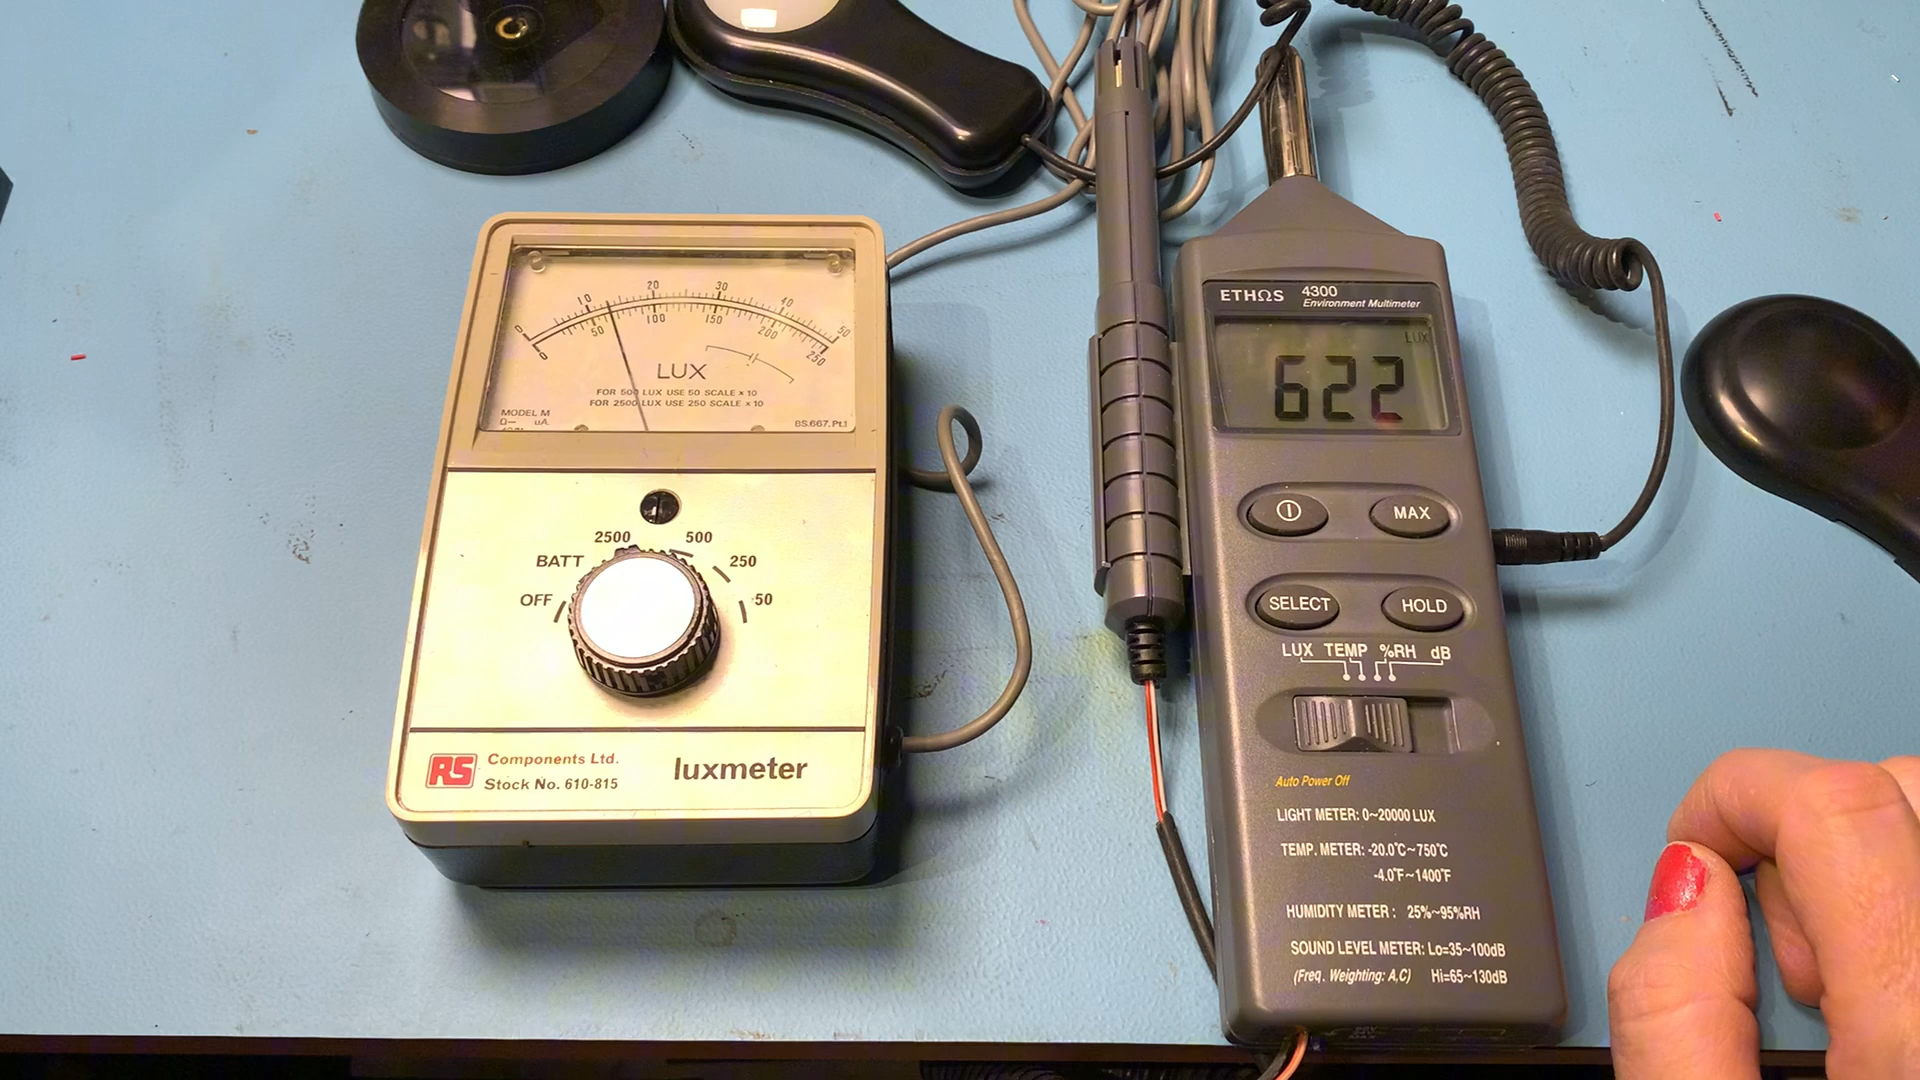 0 10 20 30 40 50
0 50 100 150 200 250
LUX
FOR 500 LUX USE 50 SCALE × 10
FOR 2500 LUX USE 250 SCALE × 10
MODEL M
Ω— uA.
BS.667. Pt.1
2500 500
BATT 250
OFF 50
RS Components Ltd.
Stock No. 610-815
luxmeter
ETHΩS 4300
Environment Multimeter
LUX
622
MAX
SELECT HOLD
LUX TEMP %RH dB
Auto Power Off
LIGHT METER: 0~20000 LUX
TEMP. METER: -20.0°C~750°C
-4.0°F~1400°F
HUMIDITY METER : 25%~95%RH
SOUND LEVEL METER: Lo=35~100dB
(Freq. Weighting: A,C) Hi=65~130dB